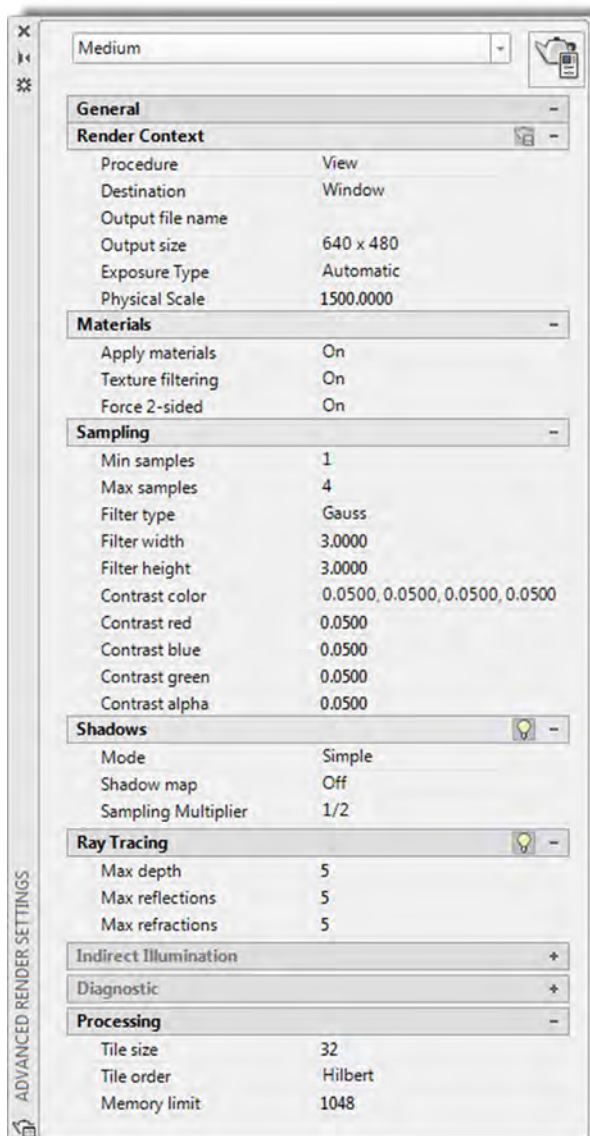 Medium
General
Render Context
Procedure View
Destination Window
Output file name
Output size 640 x 480
Exposure Type Automatic
Physical Scale 1500.0000
Materials
Apply materials On
Texture filtering On
Force 2-sided On
Sampling
Min samples 1
Max samples 4
Filter type Gauss
Filter width 3.0000
Filter height 3.0000
Contrast color 0.0500, 0.0500, 0.0500, 0.0500
Contrast red 0.0500
Contrast blue 0.0500
Contrast green 0.0500
Contrast alpha 0.0500
Shadows
Mode Simple
Shadow map Off
Sampling Multiplier 1/2
Ray Tracing
Max depth 5
Max reflections 5
Max refractions 5
Indirect Illumination
Diagnostic
Processing
Tile size 32
Tile order Hilbert
Memory limit 1048
ADVANCED RENDER SETTINGS